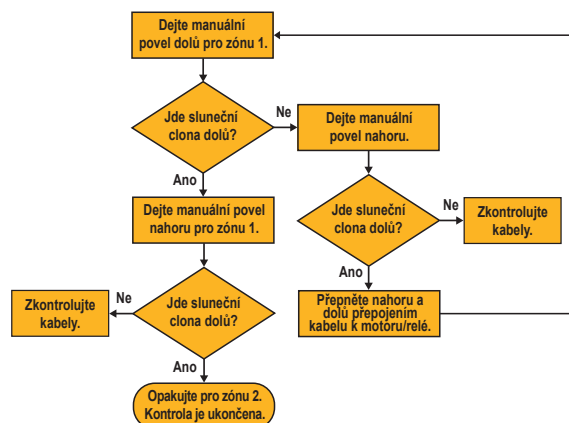 Dejte manuální
povel dolů pro zónu 1.
Jde sluneční
clona dolů?
Ne
Dejte manuální
povel nahoru.
Ano
Jde sluneční
clona dolů?
Ne
Zkontrolujte
kabely.
Dejte manuální povel
nahoru pro zónu 1.
Ano
Přepněte nahoru a
dolů přepojením
kabelu k motóru/relé.
Jde sluneční
clona dolů?
Ne
Zkontrolujte
kabely.
Ano
Opakujte pro zónu 2.
Kontrola je ukončena.